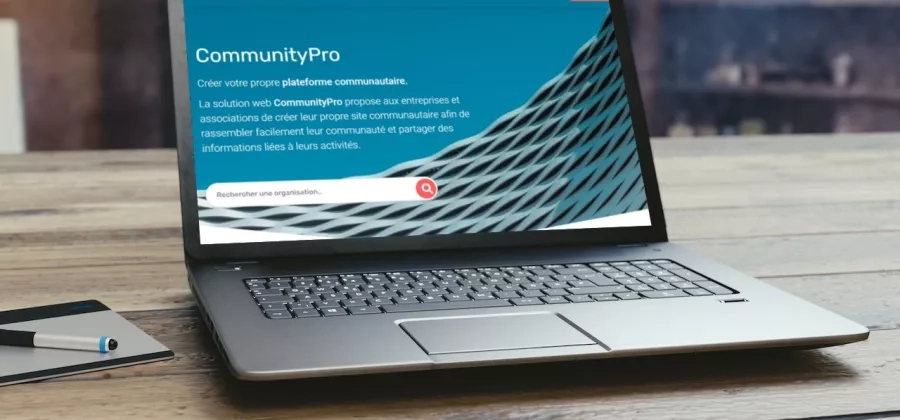 CommunityPro
Créer votre propre plateforme communautaire.
La solution web CommunityPro propose aux entreprises et
associations de créer leur propre site communautaire afin de
rassembler facilement leur communauté et partager des
informations liées à leurs activités.
Rechercher une organisation...